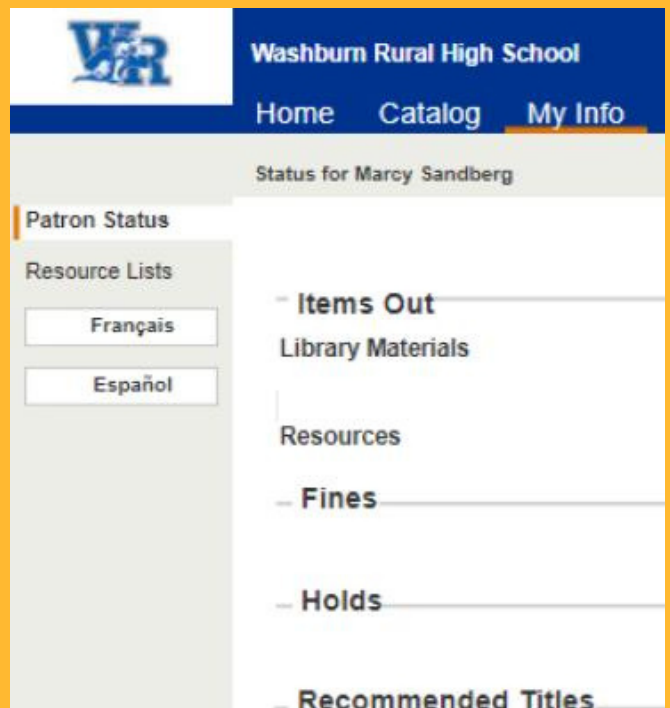 WR
Washburn Rural High School
Home Catalog My Info
Status for Marcy Sandberg
Patron Status
Resource Lists
Français
Español
Items Out
Library Materials
Resources
Fines
Holds
Recommended Titles